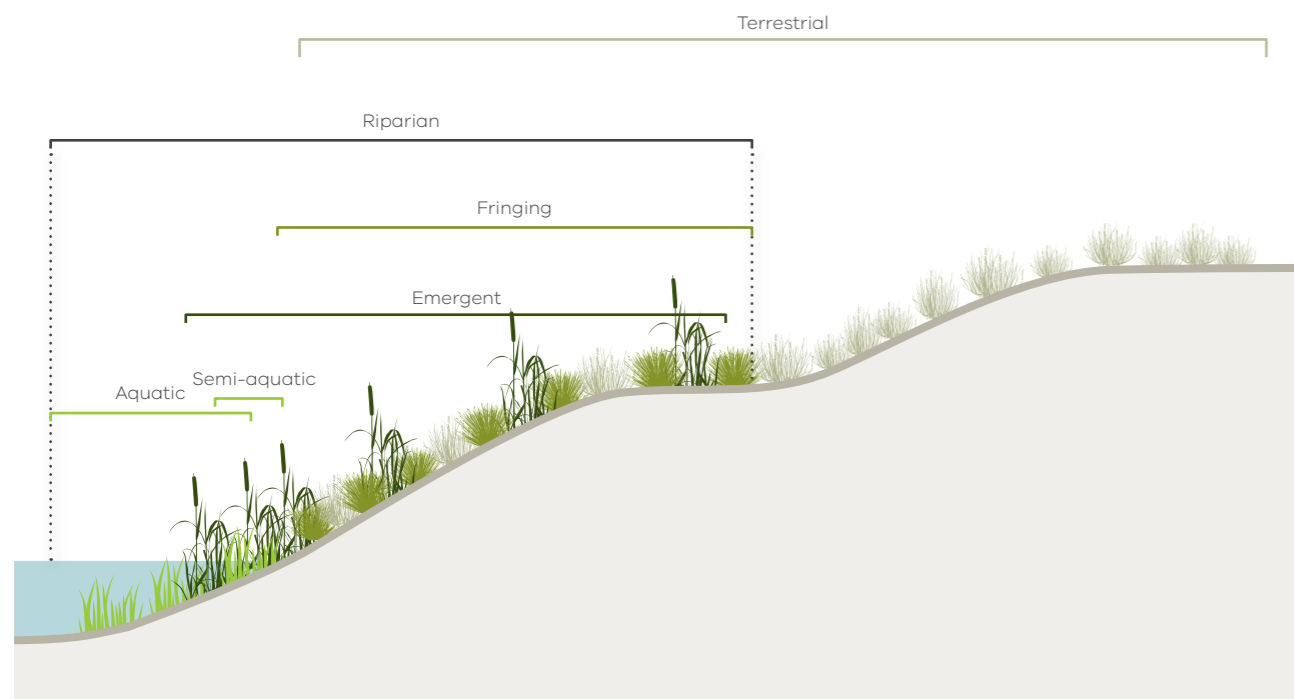 Terrestrial
Riparian
Fringing
Emergent
Semi-aquatic
Aquatic